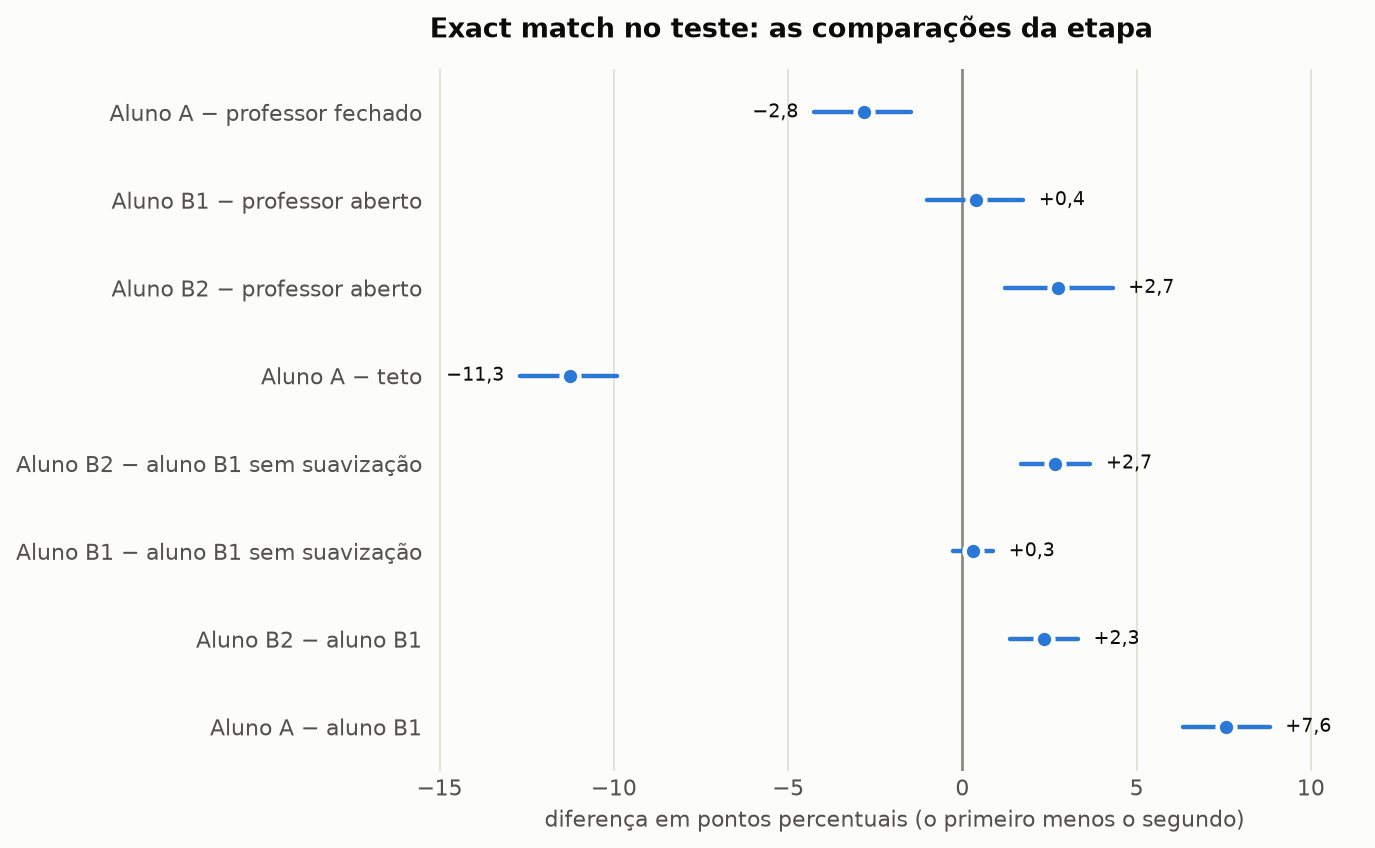 Exact match no teste: as comparações da etapa
Aluno A − professor fechado
−2,8
Aluno B1 − professor aberto
+0,4
Aluno B2 − professor aberto
+2,7
Aluno A − teto
−11,3
Aluno B2 − aluno B1 sem suavização
+2,7
Aluno B1 − aluno B1 sem suavização
+0,3
Aluno B2 − aluno B1
+2,3
Aluno A − aluno B1
+7,6
−15 −10 −5 0 5 10
diferença em pontos percentuais (o primeiro menos o segundo)